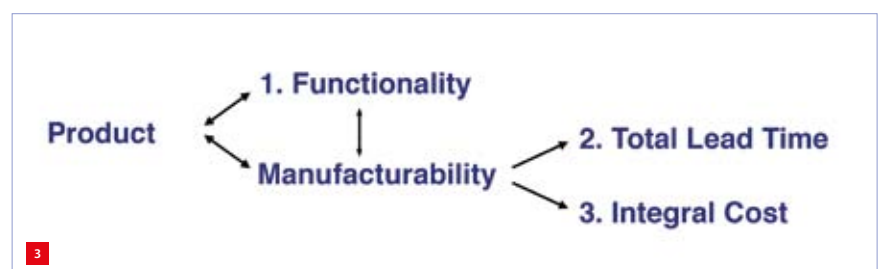 1. Functionality
Product
Manufacturability
2. Total Lead Time
3. Integral Cost
3